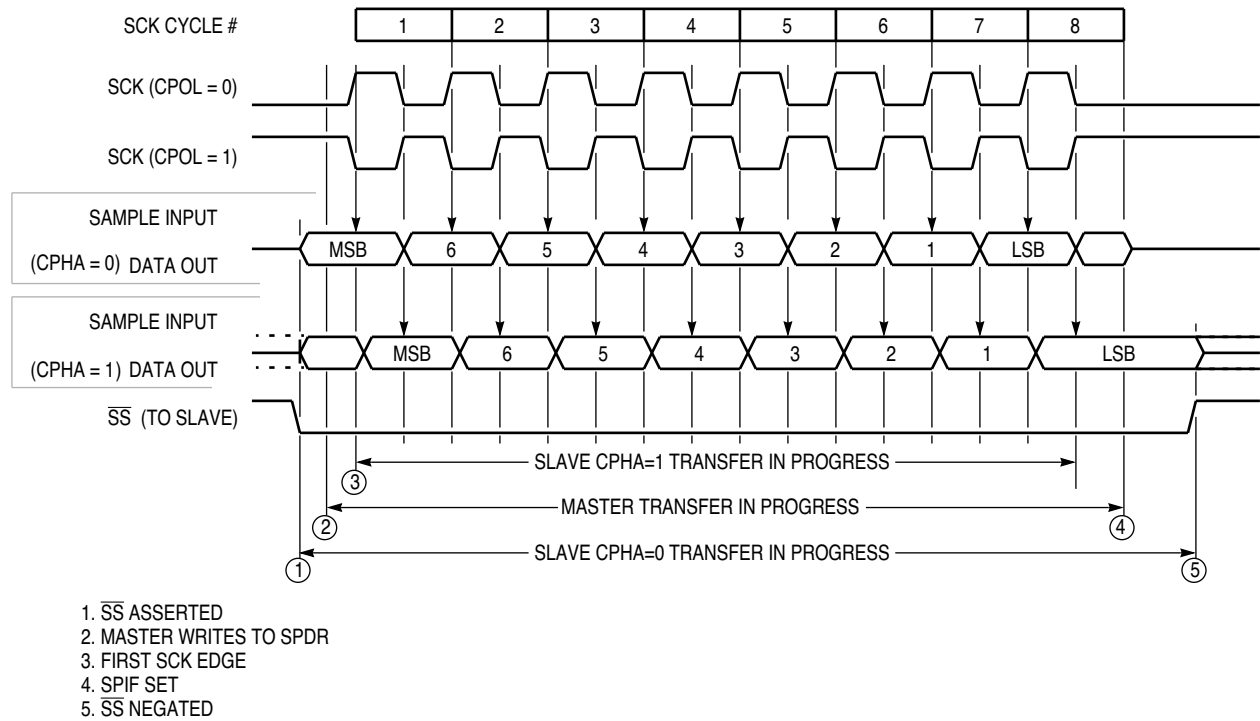 SCK CYCLE # 1 2 3 4 5 6 7 8
SCK (CPOL = 0)
SCK (CPOL = 1)
SAMPLE INPUT
(CPHA = 0) DATA OUT MSB 6 5 4 3 2 1 LSB
SAMPLE INPUT
(CPHA = 1) DATA OUT MSB 6 5 4 3 2 1 LSB
SS (TO SLAVE)
SLAVE CPHA=1 TRANSFER IN PROGRESS
3
MASTER TRANSFER IN PROGRESS
2 4
SLAVE CPHA=0 TRANSFER IN PROGRESS
1 5
1. SS ASSERTED
2. MASTER WRITES TO SPDR
3. FIRST SCK EDGE
4. SPIF SET
5. SS NEGATED